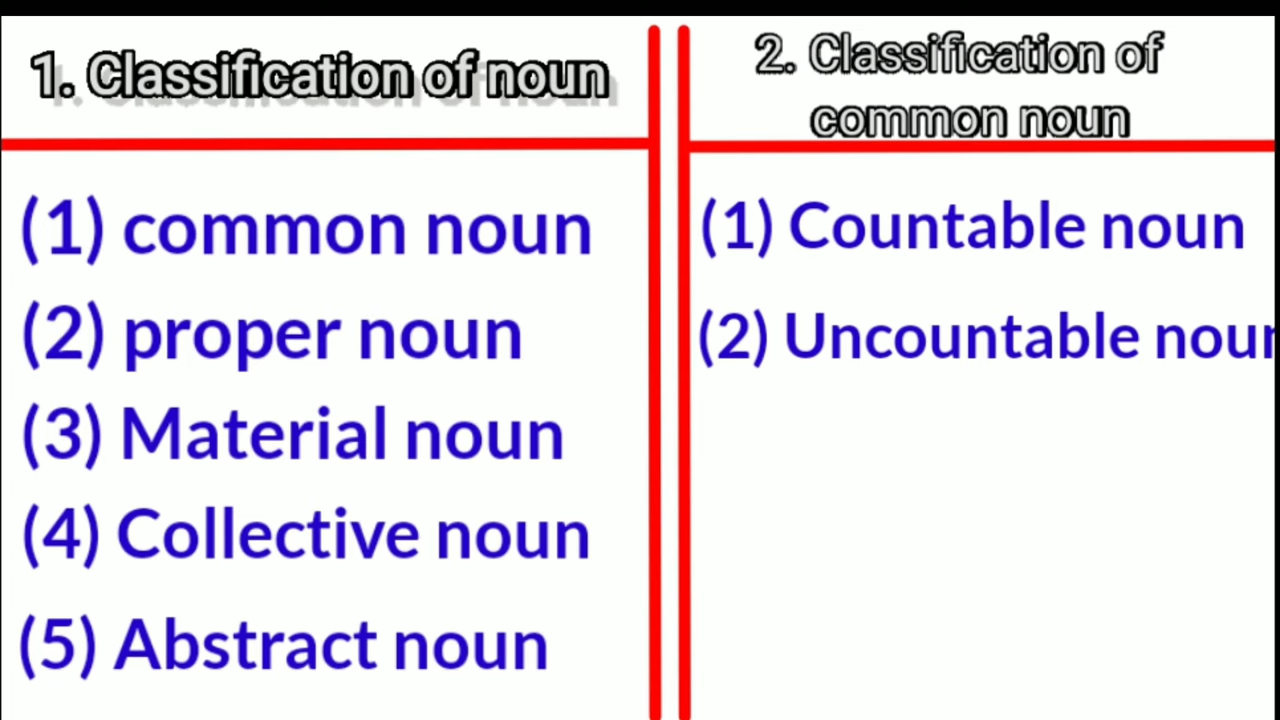 1. Classification of noun
(1) common noun
(2) proper noun
(3) Material noun
(4) Collective noun
(5) Abstract noun
2. Classification of
common noun
(1) Countable noun
(2) Uncountable noun